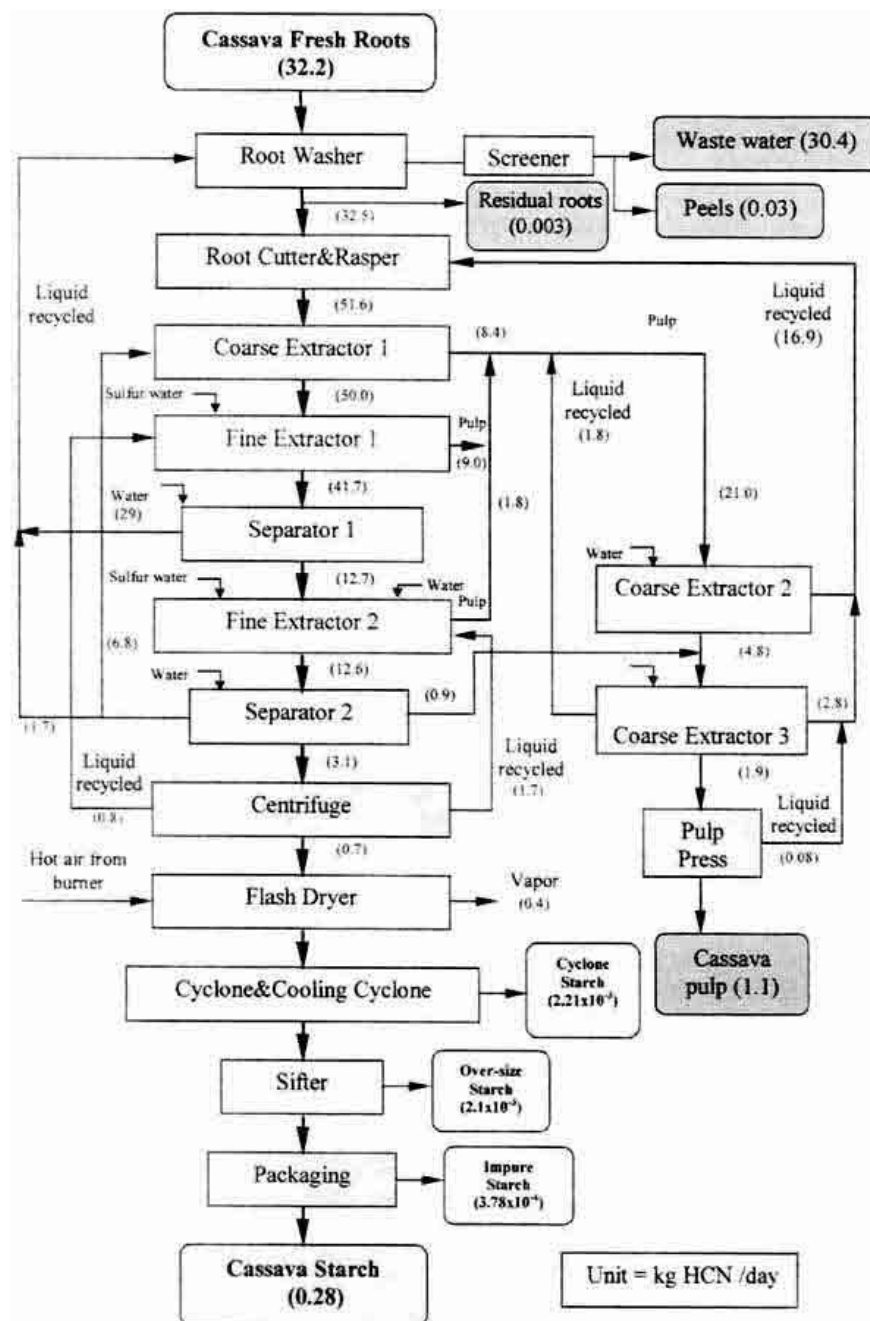 Cassava Fresh Roots
(32.2)
Root Washer
Screener
Waste water (30.4)
Peels (0.03)
Residual roots
(0.003)
(32.5)
Root Cutter&Rasper
Liquid
recycled
(51.6)
Liquid
recycled
(16.9)
Coarse Extractor 1
(8.4)
Pulp
(50.0)
Sulfur water
Liquid
recycled
(1.8)
Fine Extractor 1
Pulp
(9.0)
(41.7)
(1.8)
(21.0)
Water
(29)
Separator 1
(12.7)
Water
Sulfur water
Water
Pulp
Coarse Extractor 2
Fine Extractor 2
(6.8)
(12.6)
(4.8)
Water
(0.9)
Separator 2
(2.8)
Coarse Extractor 3
(3.1)
(1.9)
Liquid
recycled
(0.8)
Liquid
recycled
(1.7)
Centrifuge
Liquid
recycled
(0.08)
Pulp
Press
(0.7)
Hot air from
burner
Flash Dryer
Vapor
(0.4)
Cassava
pulp (1.1)
Cyclone&Cooling Cyclone
Cyclone
Starch
Sifter
Over-size
Starch
Packaging
Impure
Starch
Cassava Starch
(0.28)
Unit = kg HCN /day